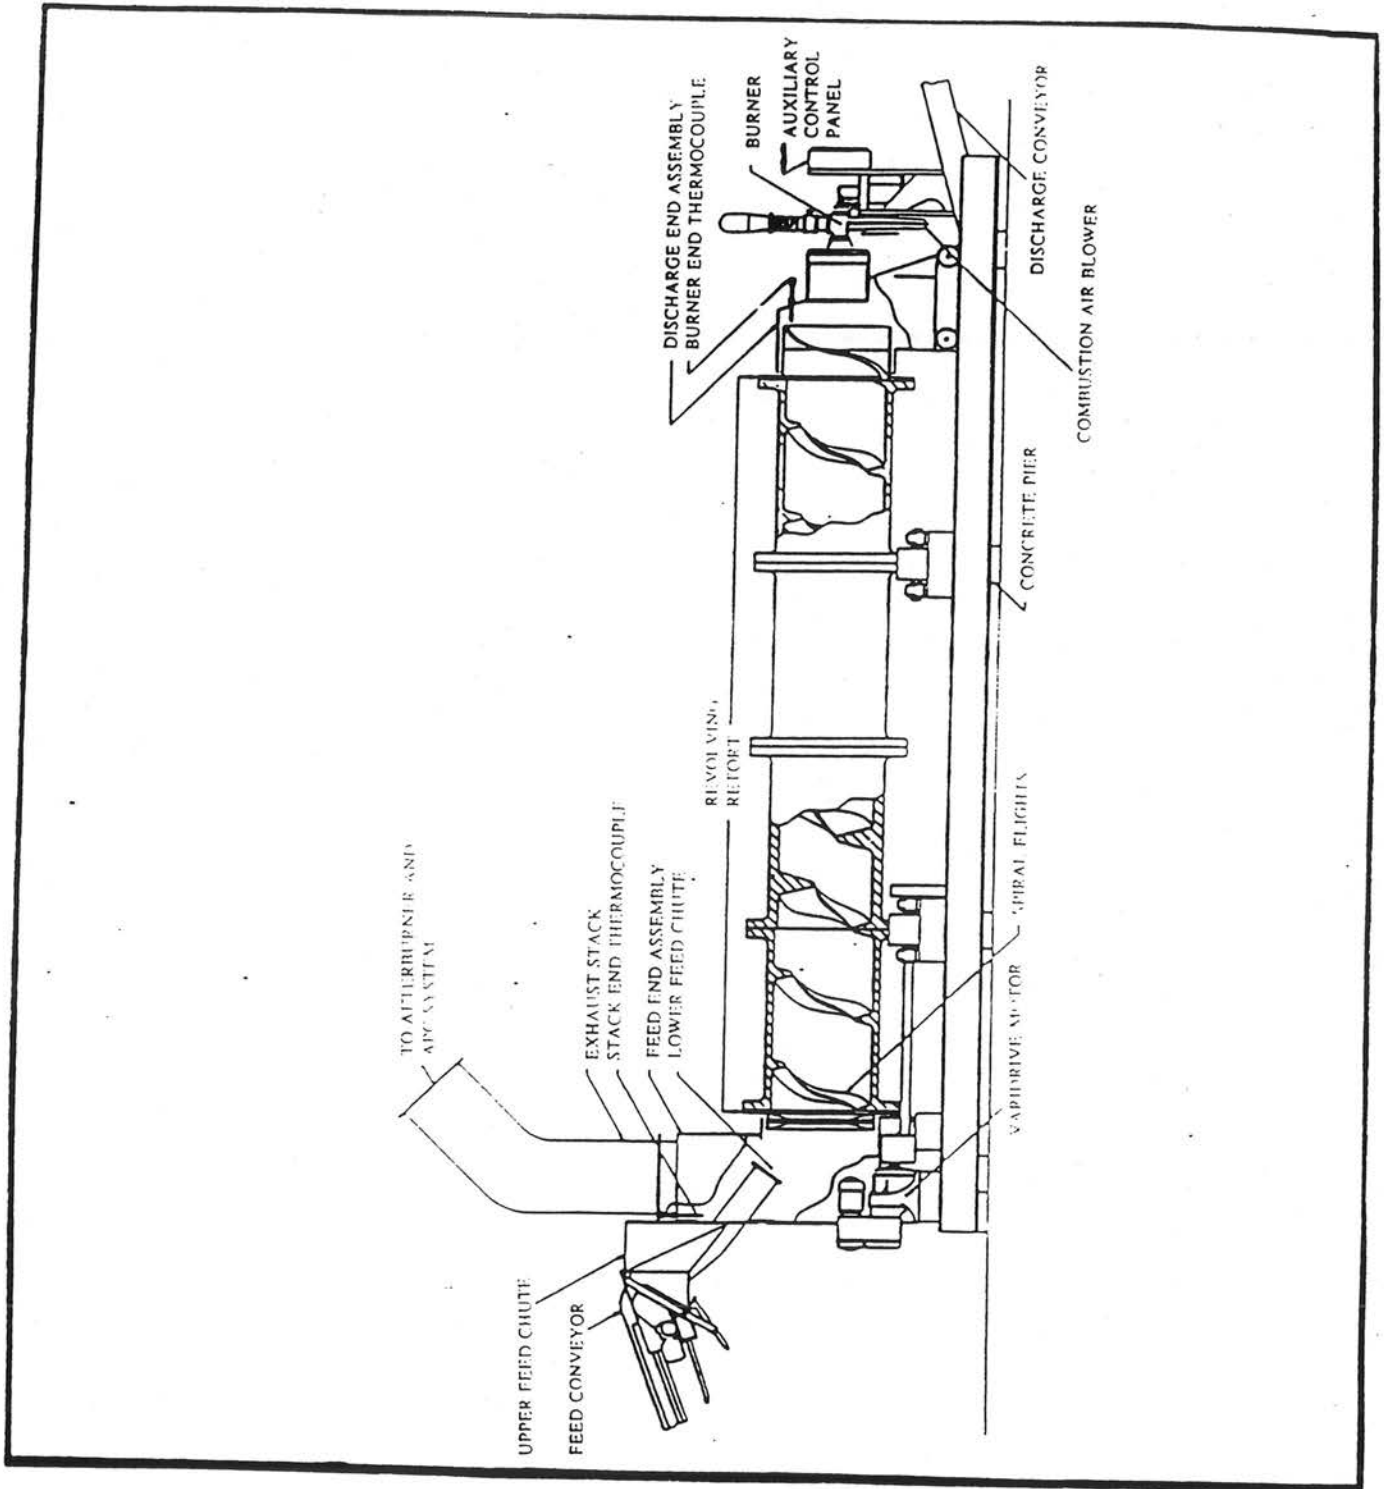 TO AFTERBURNER AND
APC SYSTEM
EXHAUST STACK
STACK END THERMOCOUPLE
FEED END ASSEMBLY
LOWER FEED CHUTE
UPPER FEED CHUTE
FEED CONVEYOR
REVOLVING
RETORT
DISCHARGE END ASSEMBLY
BURNER END THERMOCOUPLE
BURNER
AUXILIARY
CONTROL
PANEL
VARIDRIVE MOTOR
SPIRAL FLIGHTS
CONCRETE PIER
COMBUSTION AIR BLOWER
DISCHARGE CONVEYOR